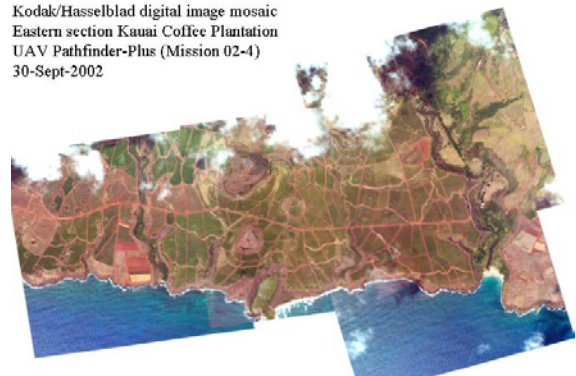 Kodak/Hasselblad digital image mosaic
Eastern section Kauai Coffee Plantation
UAV Pathfinder-Plus (Mission 02-4)
30-Sept-2002